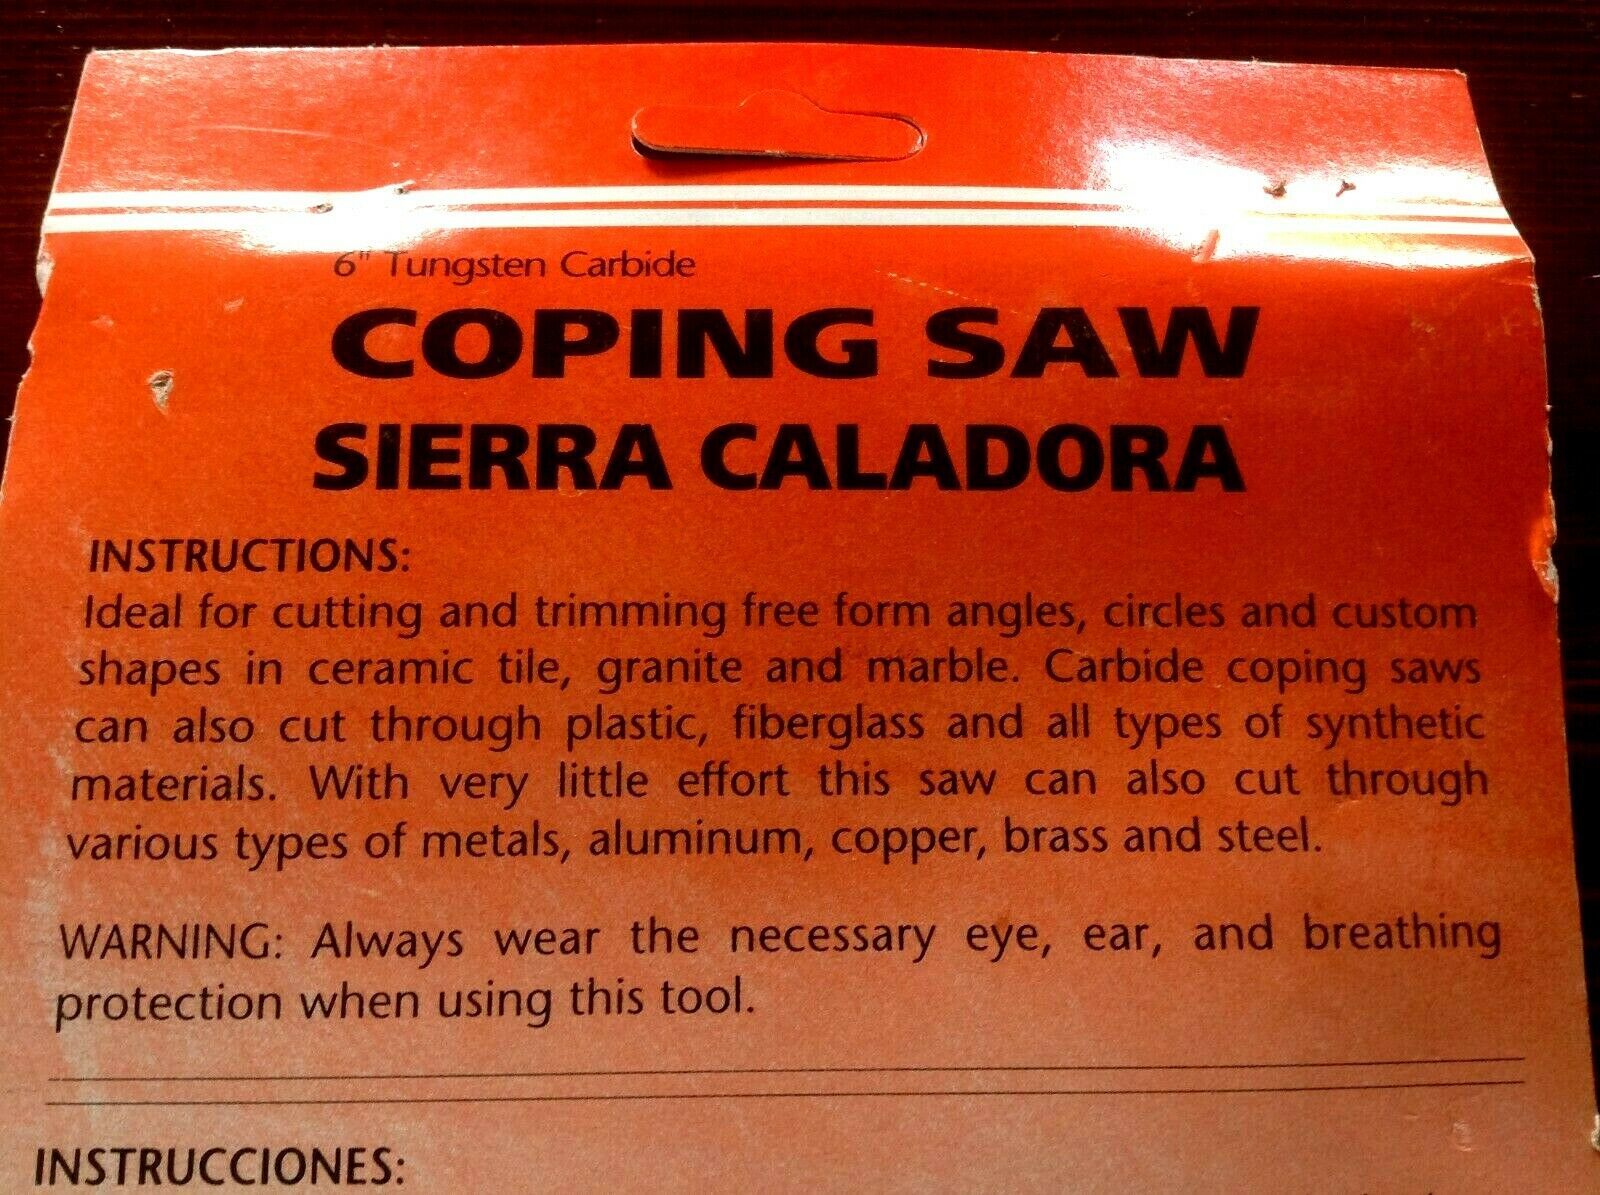 6" Tungsten Carbide
COPING SAW
SIERRA CALADORA
INSTRUCTIONS:
Ideal for cutting and trimming free form angles, circles and custom
shapes in ceramic tile, granite and marble. Carbide coping saws
can also cut through plastic, fiberglass and all types of synthetic
materials. With very little effort this saw can also cut through
various types of metals, aluminum, copper, brass and steel.
WARNING: Always wear the necessary eye, ear, and breathing
protection when using this tool.
INSTRUCCIONES: